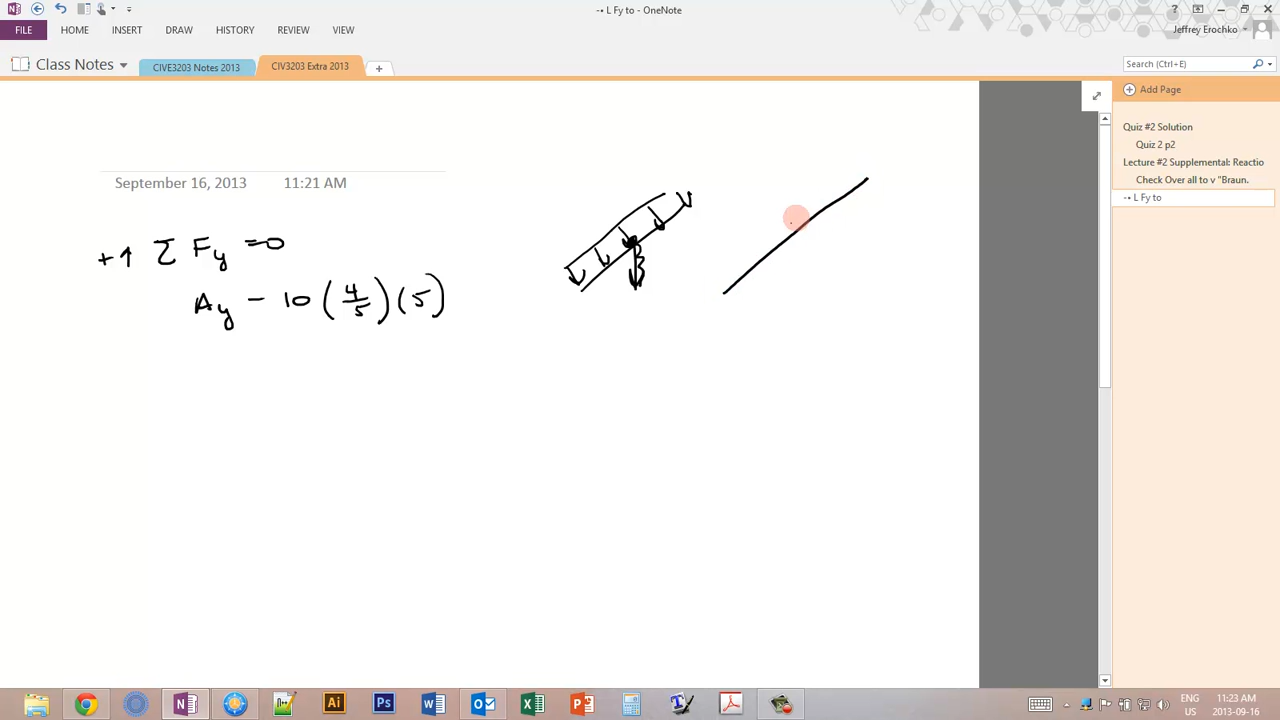 -• L Fy to - OneNote
FILE HOME INSERT DRAW HISTORY REVIEW VIEW
Jeffrey Erochko
Class Notes
CIVE3203 Notes 2013
CIV3203 Extra 2013
Search (Ctrl+E)
Add Page
Quiz #2 Solution
Quiz 2 p2
Lecture #2 Supplemental: Reactio
Check Over all to v "Braun.
-• L Fy to
September 16, 2013 11:21 AM
+↑ Σ Fy = 0
Ay - 10 (4/5)(5)
ENG
US
11:23 AM
2013-09-16